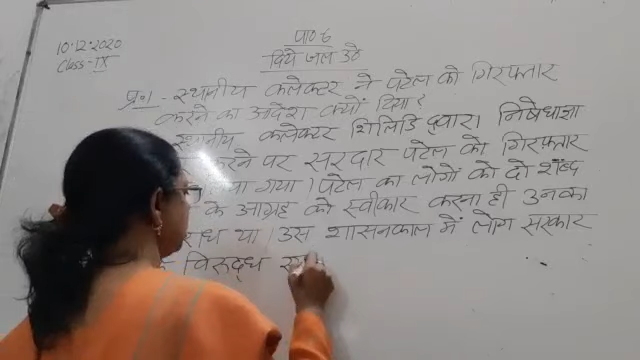 10.12.2020
Class-IX
पाठ-6
दिये जल उठे
प्र.1- स्थानीय कलेक्टर ने पटेल को गिरफ्तार
करने का आदेश क्यों दिया?
स्थानीय कलेक्टर शिलिडि द्वारा निषेधाज्ञा
करने पर सरदार पटेल को गिरफ्तार
लिया गया। पटेल का लोगों को दो शब्द
के आग्रह को स्वीकार करना ही उनका
राध था। उस शासनकाल में लोग सरकार
विरुद्ध